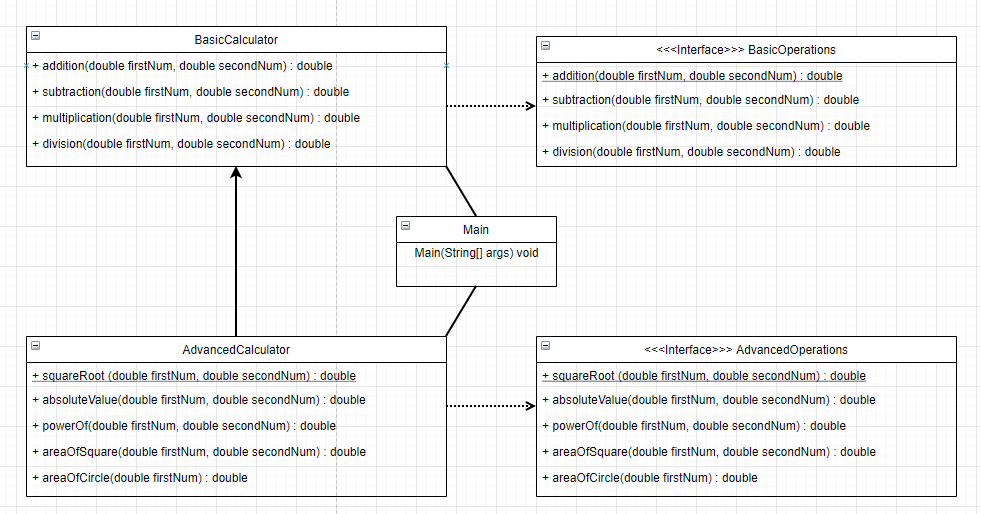 BasicCalculator
+ addition(double firstNum, double secondNum) : double
+ subtraction(double firstNum, double secondNum) : double
+ multiplication(double firstNum, double secondNum) : double
+ division(double firstNum, double secondNum) : double
<<<Interface>>> BasicOperations
+ addition(double firstNum, double secondNum) : double
+ subtraction(double firstNum, double secondNum) : double
+ multiplication(double firstNum, double secondNum) : double
+ division(double firstNum, double secondNum) : double
Main
Main(String[] args) void
AdvancedCalculator
+ squareRoot (double firstNum, double secondNum) : double
+ absoluteValue(double firstNum, double secondNum) : double
+ powerOf(double firstNum, double secondNum) : double
+ areaOfSquare(double firstNum, double secondNum) : double
+ areaOfCircle(double firstNum) : double
<<<Interface>>> AdvancedOperations
+ squareRoot (double firstNum, double secondNum) : double
+ absoluteValue(double firstNum, double secondNum) : double
+ powerOf(double firstNum, double secondNum) : double
+ areaOfSquare(double firstNum, double secondNum) : double
+ areaOfCircle(double firstNum) : double